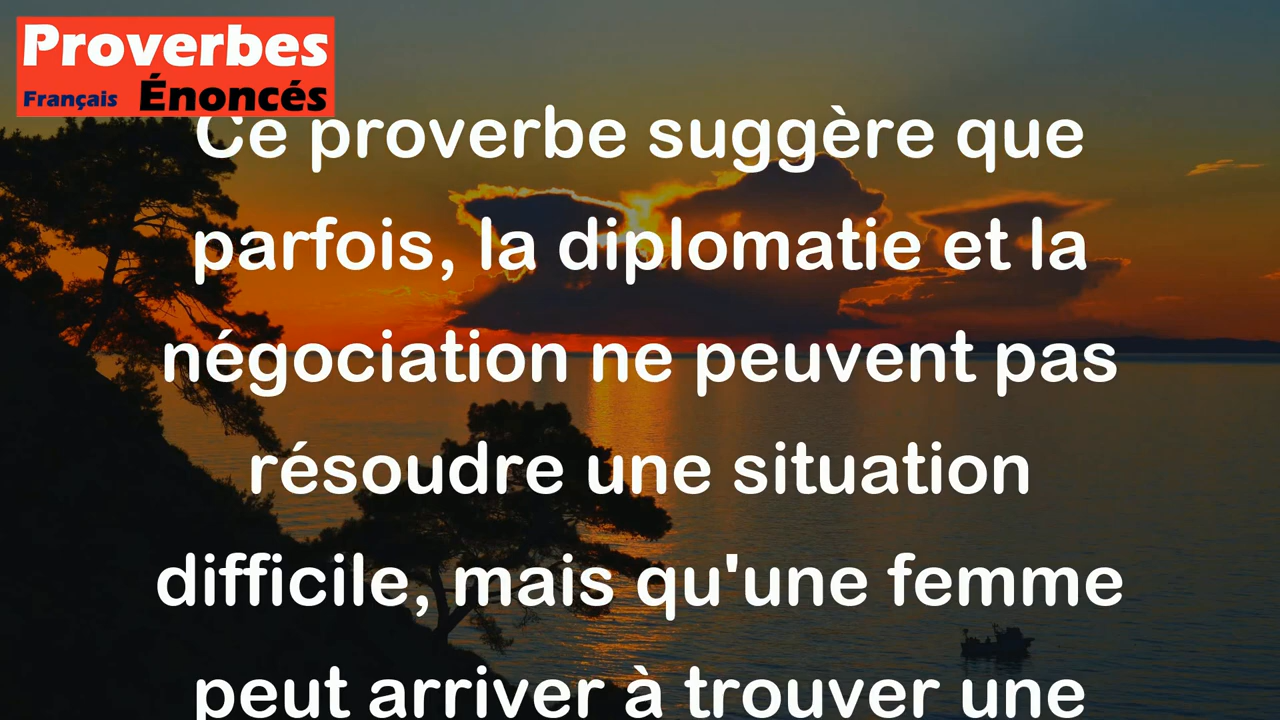 Proverbes
Français Énoncés
Ce proverbe suggère que
parfois, la diplomatie et la
négociation ne peuvent pas
résoudre une situation
difficile, mais qu'une femme
peut arriver à trouver une